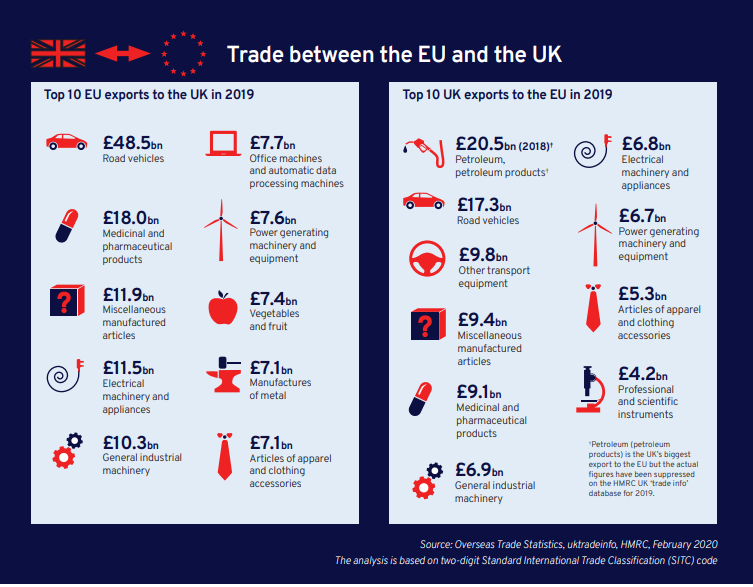 Trade between the EU and the UK
Top 10 EU exports to the UK in 2019
£48.5bn
Road vehicles
£18.0bn
Medicinal and
pharmaceutical
products
?
£11.9bn
Miscellaneous
manufactured
articles
£11.5bn
Electrical
machinery and
appliances
£10.3bn
General industrial
machinery
£7.7bn
Office machines
and automatic data
processing machines
£7.6bn
Power generating
machinery and
equipment
£7.4bn
Vegetables
and fruit
£7.1bn
Manufactures
of metal
£7.1bn
Articles of apparel
and clothing
accessories
Top 10 UK exports to the EU in 2019
£20.5bn (2018)†
Petroleum,
petroleum products†
£17.3bn
Road vehicles
£9.8bn
Other transport
equipment
?
£9.4bn
Miscellaneous
manufactured
articles
£9.1bn
Medicinal and
pharmaceutical
products
£6.9bn
General industrial
machinery
£6.8bn
Electrical
machinery and
appliances
£6.7bn
Power generating
machinery and
equipment
£5.3bn
Articles of apparel
and clothing
accessories
£4.2bn
Professional
and scientific
instruments
†Petroleum (petroleum
products) is the UK's biggest
export to the EU but the actual
figures have been suppressed
on the HMRC UK 'trade info'
database for 2019.
Source: Overseas Trade Statistics, uktradeinfo, HMRC, February 2020
The analysis is based on two-digit Standard International Trade Classification (SITC) code